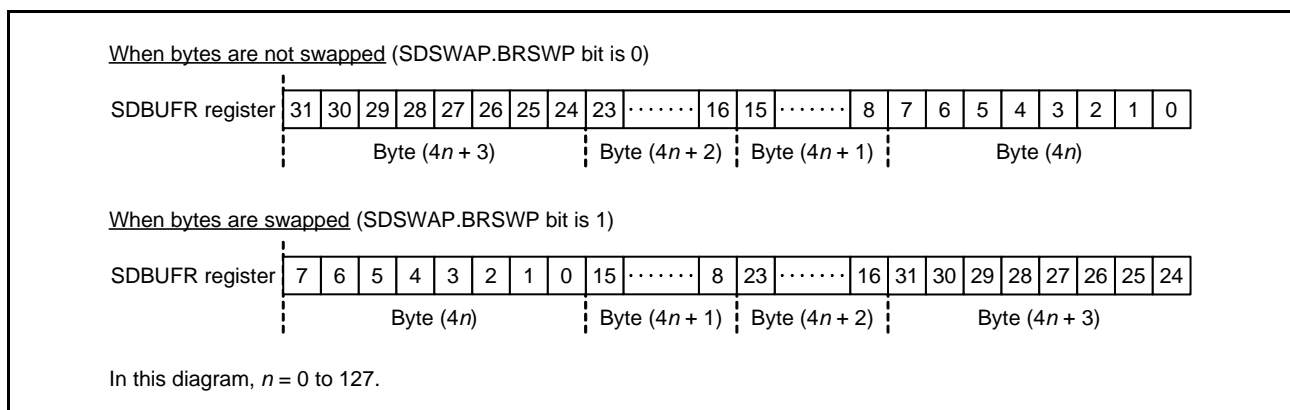 When bytes are not swapped (SDSWAP.BRSWP bit is 0)
SDBUFR register 31 30 29 28 27 26 25 24 23 ······· 16 15 ······· 8 7 6 5 4 3 2 1 0
Byte (4n + 3) Byte (4n + 2) Byte (4n + 1) Byte (4n)
When bytes are swapped (SDSWAP.BRSWP bit is 1)
SDBUFR register 7 6 5 4 3 2 1 0 15 ······· 8 23 ······· 16 31 30 29 28 27 26 25 24
Byte (4n) Byte (4n + 1) Byte (4n + 2) Byte (4n + 3)
In this diagram, n = 0 to 127.